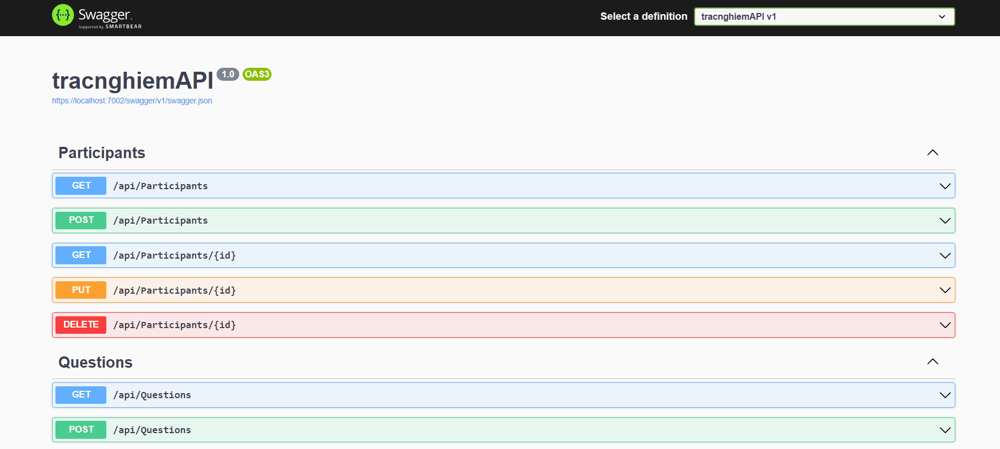 Swagger
Supported by SMARTBEAR
Select a definition
tracnghiemAPI v1
tracnghiemAPI 1.0 OAS3
https://localhost:7002/swagger/v1/swagger.json
Participants
GET /api/Participants
POST /api/Participants
GET /api/Participants/{id}
PUT /api/Participants/{id}
DELETE /api/Participants/{id}
Questions
GET /api/Questions
POST /api/Questions